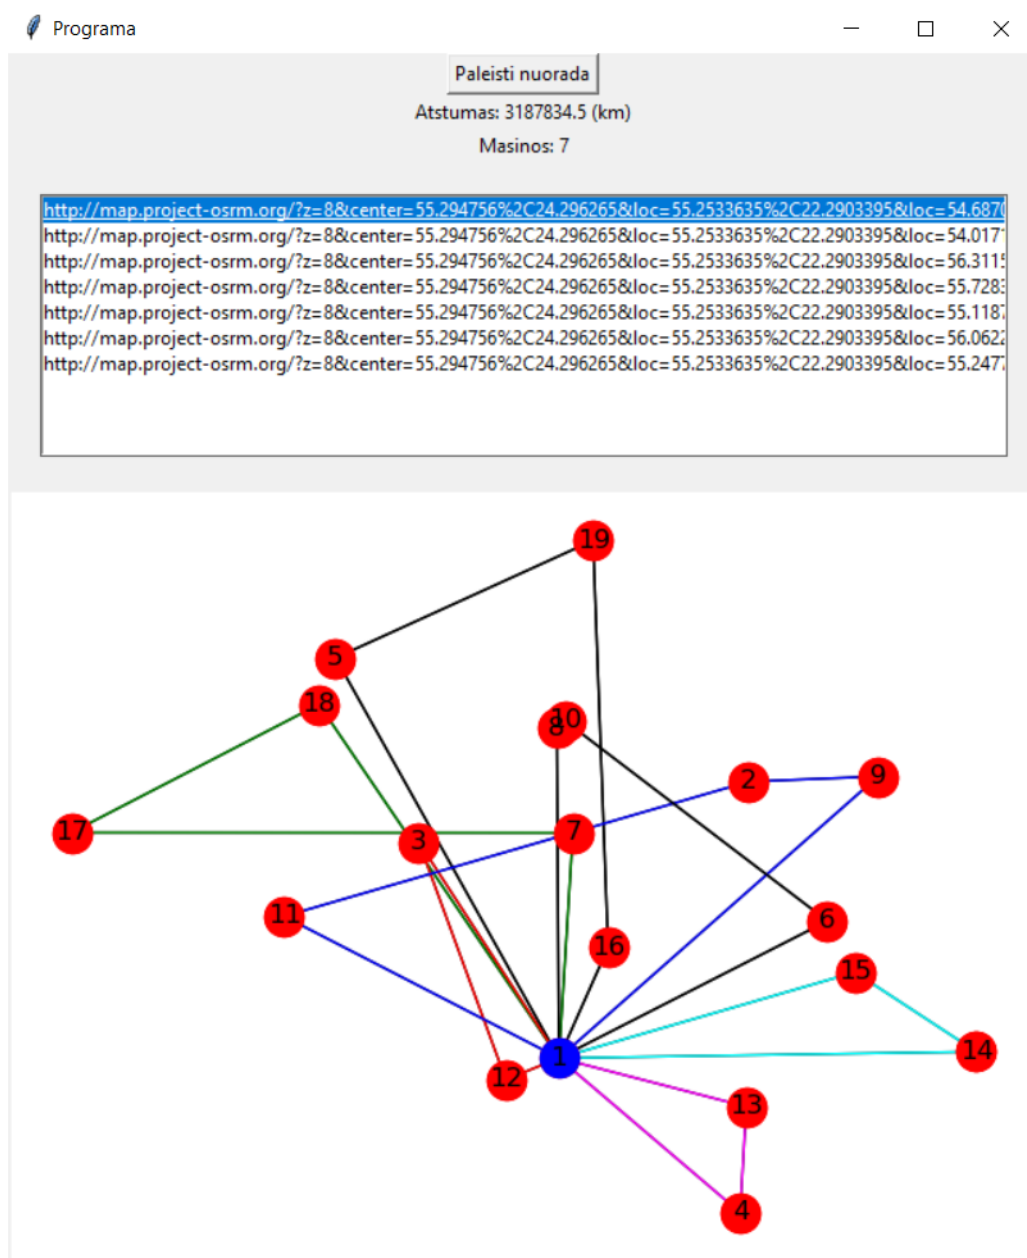 Programa
Paleisti nuorada
Atstumas: 3187834.5 (km)
Masinos: 7
http://map.project-osrm.org/?z=8&center=55.294756%2C24.296265&loc=55.2533635%2C22.2903395&loc=54.6870
http://map.project-osrm.org/?z=8&center=55.294756%2C24.296265&loc=55.2533635%2C22.2903395&loc=54.0171
http://map.project-osrm.org/?z=8&center=55.294756%2C24.296265&loc=55.2533635%2C22.2903395&loc=56.3115
http://map.project-osrm.org/?z=8&center=55.294756%2C24.296265&loc=55.2533635%2C22.2903395&loc=55.7283
http://map.project-osrm.org/?z=8&center=55.294756%2C24.296265&loc=55.2533635%2C22.2903395&loc=55.1187
http://map.project-osrm.org/?z=8&center=55.294756%2C24.296265&loc=55.2533635%2C22.2903395&loc=56.0622
http://map.project-osrm.org/?z=8&center=55.294756%2C24.296265&loc=55.2533635%2C22.2903395&loc=55.2477
19
5
18
10
8
2
9
17
3
7
11
6
16
15
14
1
12
13
4